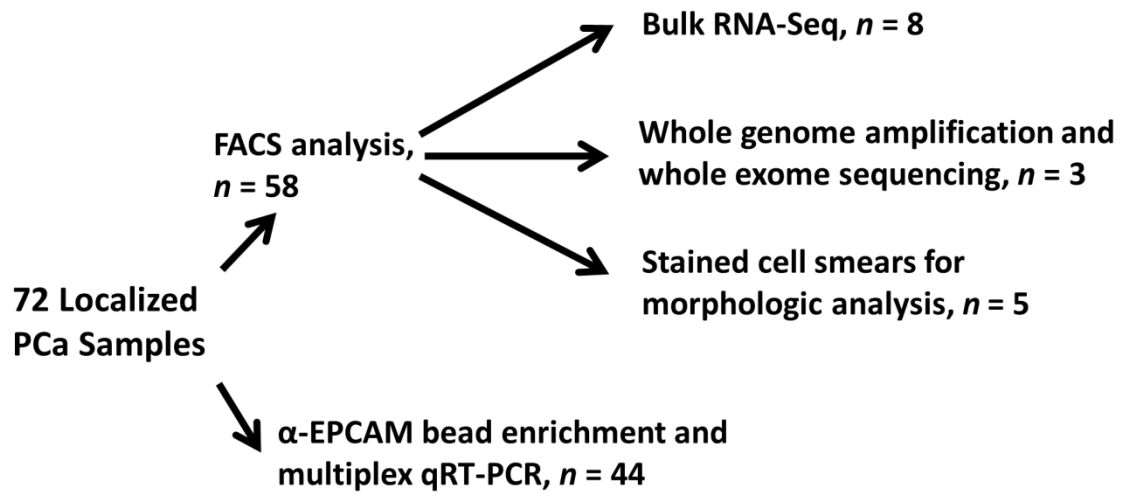 Bulk RNA-Seq, n = 8
FACS analysis,
n = 58
Whole genome amplification and
whole exome sequencing, n = 3
Stained cell smears for
morphologic analysis, n = 5
72 Localized
PCa Samples
α-EPCAM bead enrichment and
multiplex qRT-PCR, n = 44